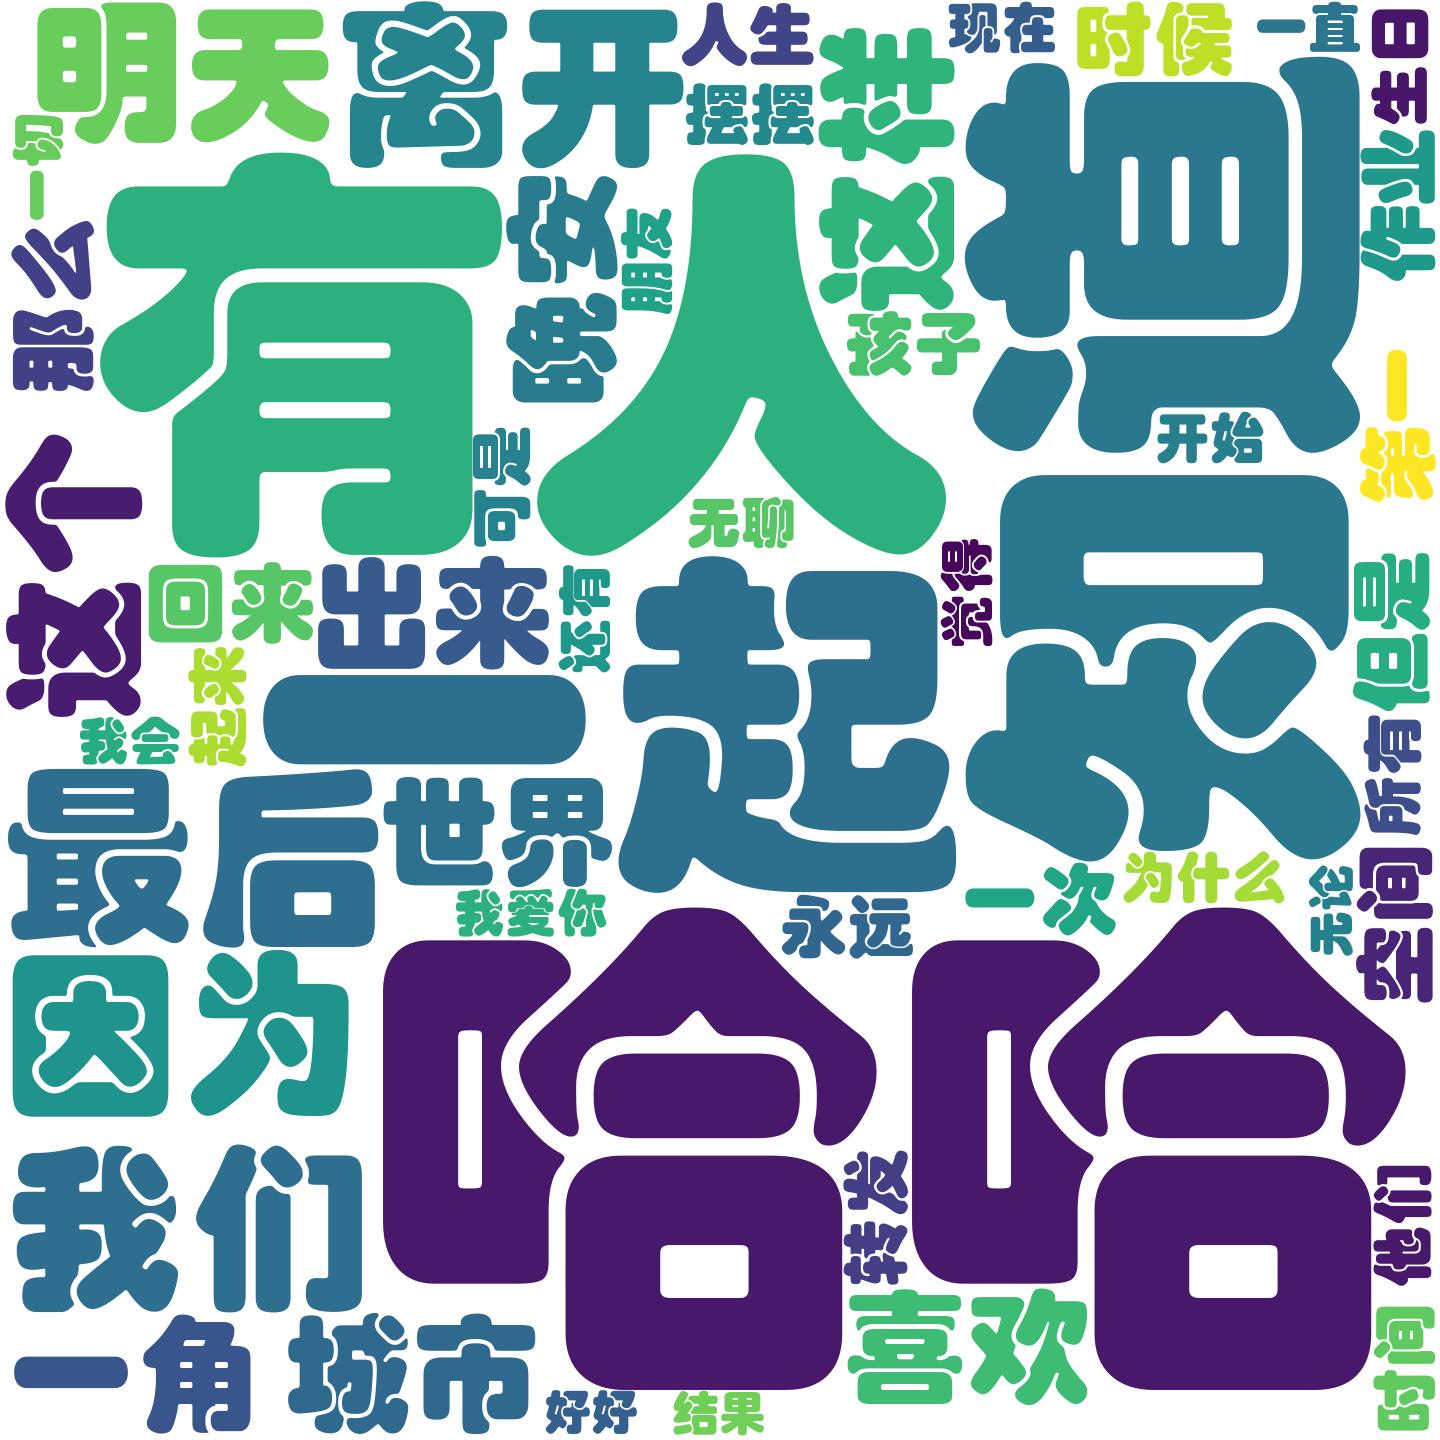 明天
离开
人生
摆摆
这样
现在
时候
一直
生日
作业
一切
那么
有人
晚安
朋友
孩子
想要
第一
开始
可是
无聊
这个
回来
出来
还有
觉得
但是
起来
一起
我会
所有
最后
世界
我爱你
永远
一次
为什么
无论
空间
因为
哈哈
我们
转发
他们
喜欢
时间
一角
城市
好好
结果